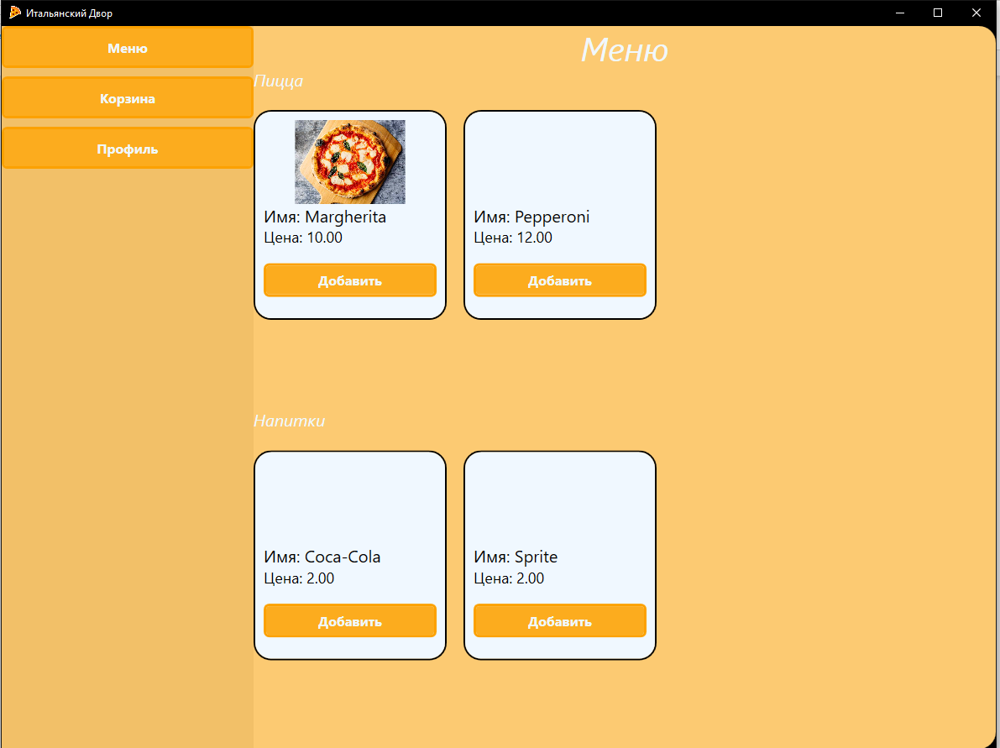 Итальянский Двор
Меню
Корзина
Профиль
Меню
Пицца
Имя: Margherita
Цена: 10.00
Добавить
Имя: Pepperoni
Цена: 12.00
Добавить
Напитки
Имя: Coca-Cola
Цена: 2.00
Добавить
Имя: Sprite
Цена: 2.00
Добавить